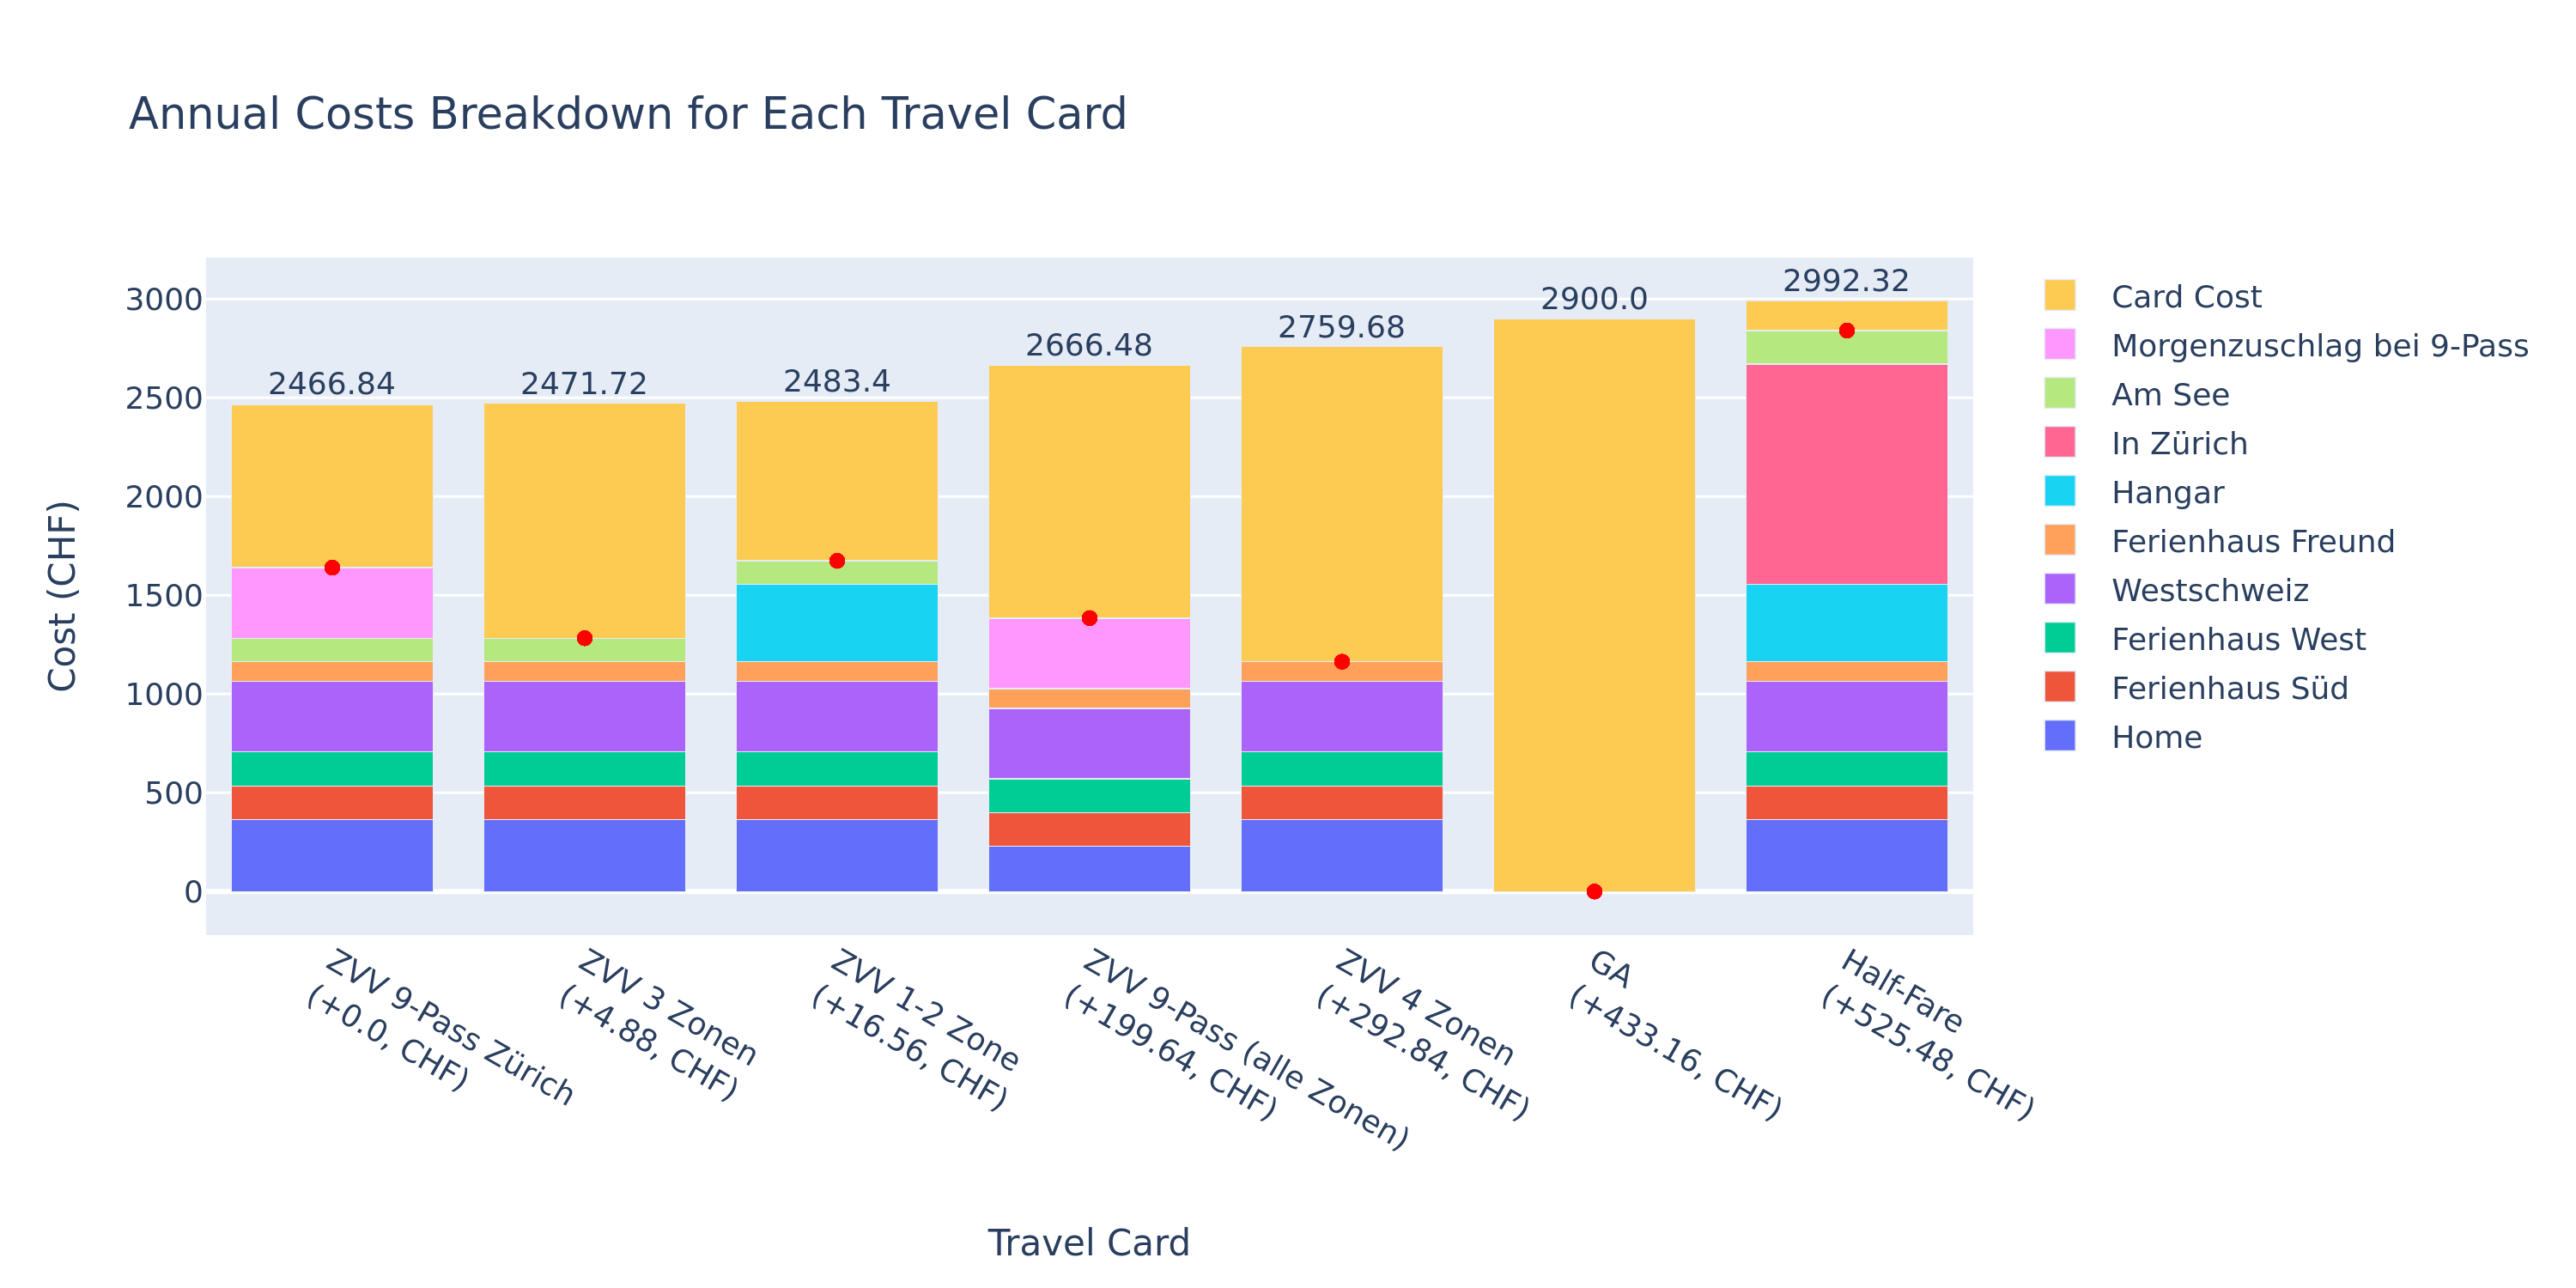 Annual Costs Breakdown for Each Travel Card
Cost (CHF)
3000
2500
2000
1500
1000
500
0
2466.84
2471.72
2483.4
2666.48
2759.68
2900.0
2992.32
ZVV 9-Pass Zürich
(+0.0, CHF)
ZVV 3 Zonen
(+4.88, CHF)
ZVV 1-2 Zone
(+16.56, CHF)
ZVV 9-Pass (alle Zonen)
(+199.64, CHF)
ZVV 4 Zonen
(+292.84, CHF)
GA
(+433.16, CHF)
Half-Fare
(+525.48, CHF)
Travel Card
Card Cost
Morgenzuschlag bei 9-Pass
Am See
In Zürich
Hangar
Ferienhaus Freund
Westschweiz
Ferienhaus West
Ferienhaus Süd
Home